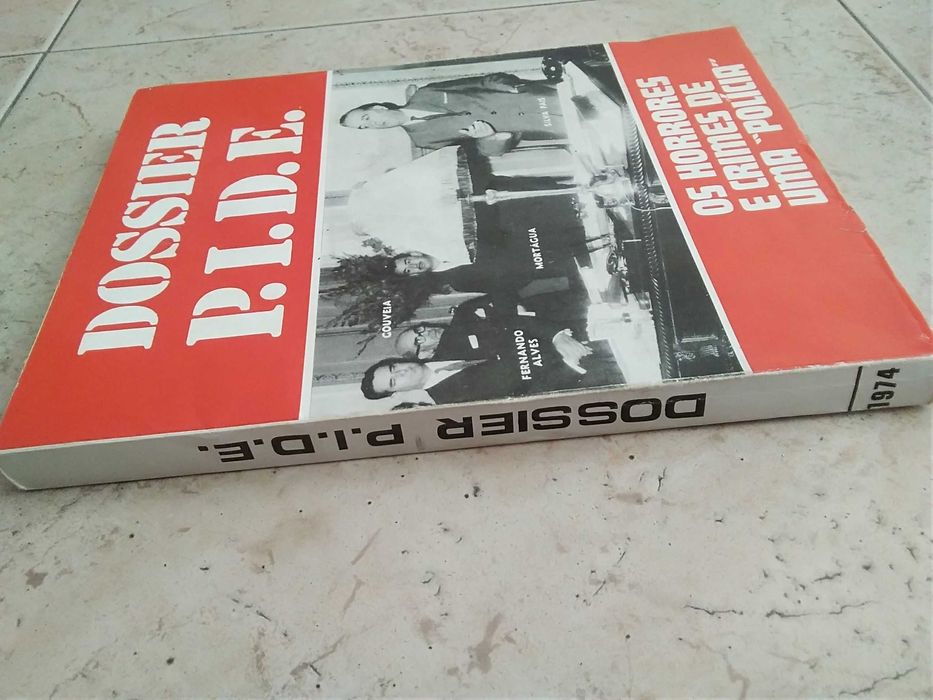 DOSSIER
P.I.D.E.
SILVA PAIS
MORTÁGUA
GOUVEIA
FERNANDO
ALVES
OS HORRORES
E CRIMES DE
UMA "POLÍCIA"
DOSSIER P.I.D.E.
1974